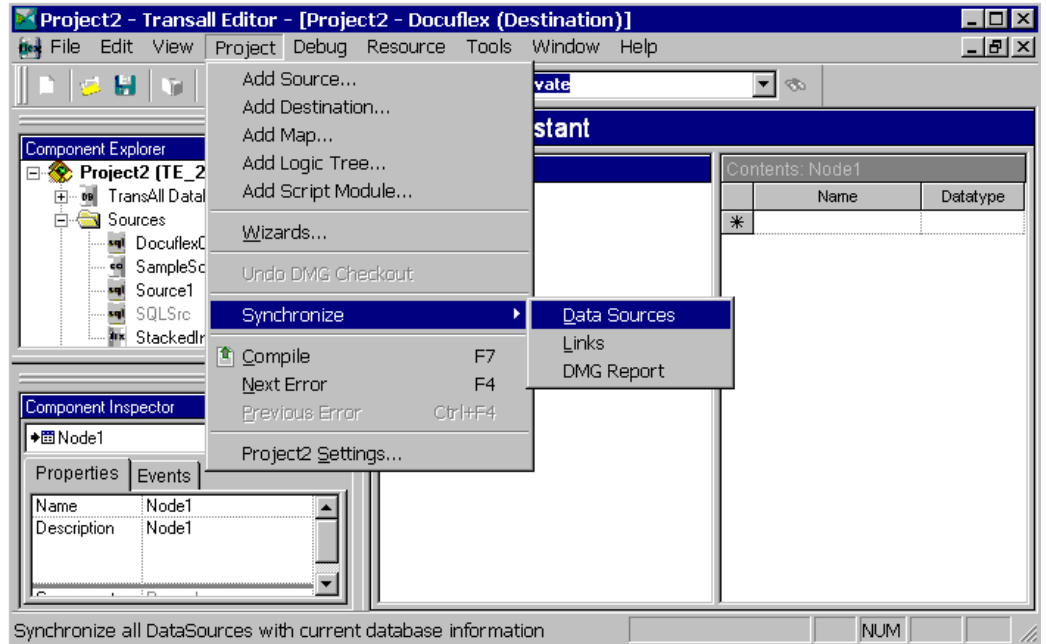 Project2 - Transall Editor - [Project2 - Docuflex (Destination)]
File Edit View Project Debug Resource Tools Window Help
vate
Add Source...
Add Destination...
Add Map...
Add Logic Tree...
Add Script Module...
Wizards...
Undo DMG Checkout
Synchronize
Compile F7
Next Error F4
Previous Error Ctrl+F4
Project2 Settings...
Data Sources
Links
DMG Report
stant
Component Explorer
Project2 (TE_2
TransAll Datal
Sources
DocuflexD
SampleSc
Source1
SQLSrc
StackedIr
Contents: Node1
Name Datatype
Component Inspector
Node1
Properties Events
Name Node1
Description Node1
Synchronize all DataSources with current database information
NUM